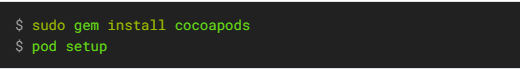 $ sudo gem install cocoapods
$ pod setup